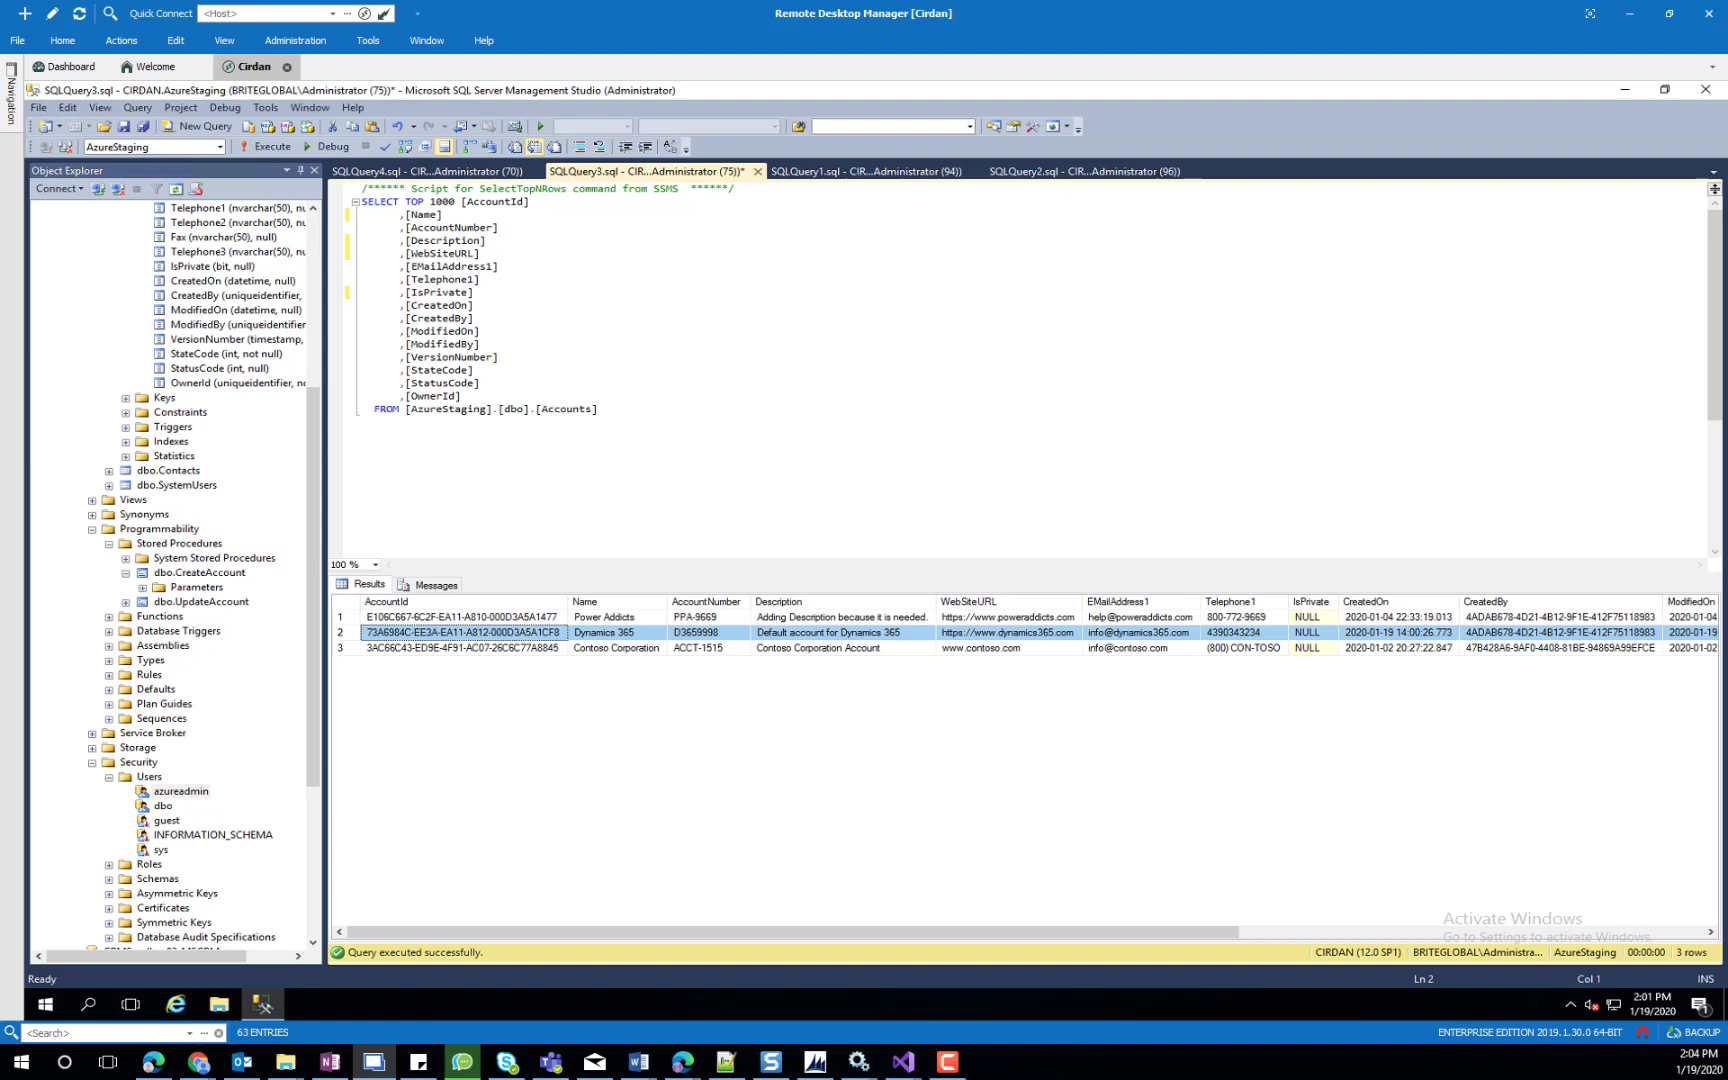 Quick Connect <Host>
Remote Desktop Manager [Cirdan]
File Home Actions Edit View Administration Tools Window Help
Navigation
Dashboard Welcome Cirdan
SQLQuery3.sql - CIRDAN.AzureStaging (BRITEGLOBAL\Administrator (75))* - Microsoft SQL Server Management Studio (Administrator)
File Edit View Query Project Debug Tools Window Help
New Query
AzureStaging Execute Debug
Object Explorer
Connect
Telephone1 (nvarchar(50), nu
Telephone2 (nvarchar(50), nu
Fax (nvarchar(50), null)
Telephone3 (nvarchar(50), nu
IsPrivate (bit, null)
CreatedOn (datetime, null)
CreatedBy (uniqueidentifier,
ModifiedOn (datetime, null)
ModifiedBy (uniqueidentifier
VersionNumber (timestamp,
StateCode (int, not null)
StatusCode (int, null)
OwnerId (uniqueidentifier, no
Keys
Constraints
Triggers
Indexes
Statistics
dbo.Contacts
dbo.SystemUsers
Views
Synonyms
Programmability
Stored Procedures
System Stored Procedures
dbo.CreateAccount
Parameters
dbo.UpdateAccount
Functions
Database Triggers
Assemblies
Types
Rules
Defaults
Plan Guides
Sequences
Service Broker
Storage
Security
Users
azureadmin
dbo
guest
INFORMATION_SCHEMA
sys
Roles
Schemas
Asymmetric Keys
Certificates
Symmetric Keys
Database Audit Specifications
SQLQuery4.sql - CIR...Administrator (70)) SQLQuery3.sql - CIR...Administrator (75))* SQLQuery1.sql - CIR...Administrator (94)) SQLQuery2.sql - CIR...Administrator (96))
/****** Script for SelectTopNRows command from SSMS ******/
SELECT TOP 1000 [AccountId]
,[Name]
,[AccountNumber]
,[Description]
,[WebSiteURL]
,[EMailAddress1]
,[Telephone1]
,[IsPrivate]
,[CreatedOn]
,[CreatedBy]
,[ModifiedOn]
,[ModifiedBy]
,[VersionNumber]
,[StateCode]
,[StatusCode]
,[OwnerId]
FROM [AzureStaging].[dbo].[Accounts]
100 %
Results Messages
AccountId Name AccountNumber Description WebSiteURL EMailAddress1 Telephone1 IsPrivate CreatedOn CreatedBy ModifiedOn
1 E106C667-6C2F-EA11-A810-000D3A5A1477 Power Addicts PPA-9669 Adding Description because it is needed. https://www.poweraddicts.com help@poweraddicts.com 800-772-9669 NULL 2020-01-04 22:33:19.013 4ADAB678-4D21-4B12-9F1E-412F75118983 2020-01-04
2 73A6984C-EE3A-EA11-A812-000D3A5A1CF8 Dynamics 365 D3659998 Default account for Dynamics 365 https://www.dynamics365.com info@dynamics365.com 4390343234 NULL 2020-01-19 14:00:26.773 4ADAB678-4D21-4B12-9F1E-412F75118983 2020-01-19
3 3AC66C43-ED9E-4F91-AC07-26C6C77A8845 Contoso Corporation ACCT-1515 Contoso Corporation Account www.contoso.com info@contoso.com (800) CON-TOSO NULL 2020-01-02 20:27:22.847 47B428A6-9AF0-4408-81BE-94869A99EFCE 2020-01-02
Activate Windows
Go to Settings to activate Windows.
Query executed successfully. CIRDAN (12.0 SP1) BRITEGLOBAL\Administra... AzureStaging 00:00:00 3 rows
Ready Ln 2 Col 1 INS
2:01 PM
1/19/2020
<Search> 63 ENTRIES ENTERPRISE EDITION 2019.1.30.0 64-BIT BACKUP
2:04 PM
1/19/2020